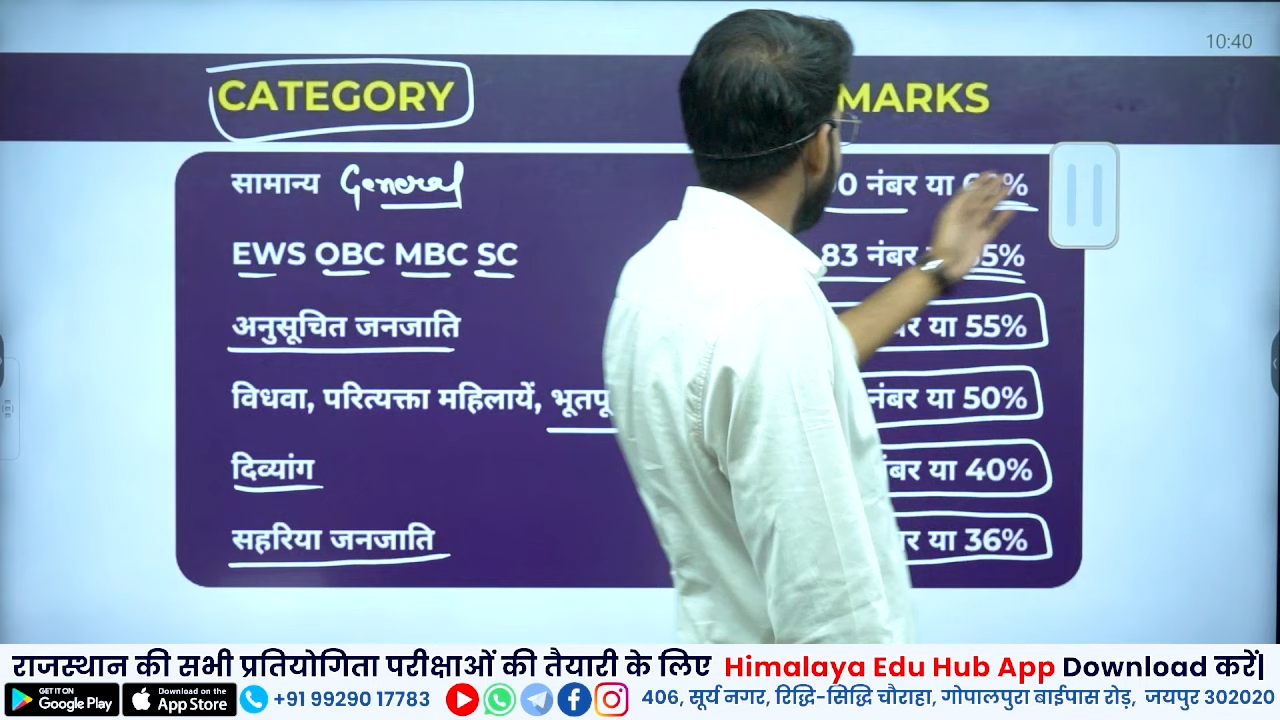 10:40
CATEGORY MARKS
सामान्य General 0 नंबर या %
EWS OBC MBC SC 83 नंबर 5%
अनुसूचित जनजाति या 55%
विधवा, परित्यक्ता महिलायें, नंबर या 50%
दिव्यांग या 40%
सहरिया जनजाति या 36%
राजस्थान की सभी प्रतियोगिता परीक्षाओं की तैयारी के लिए Himalaya Edu Hub App Download करें|
GET IT ON Google Play Download on the App Store +91 99290 17783 406, सूर्य नगर, रिद्धि-सिद्धि चौराहा, गोपालपुरा बाईपास रोड़, जयपुर 302020